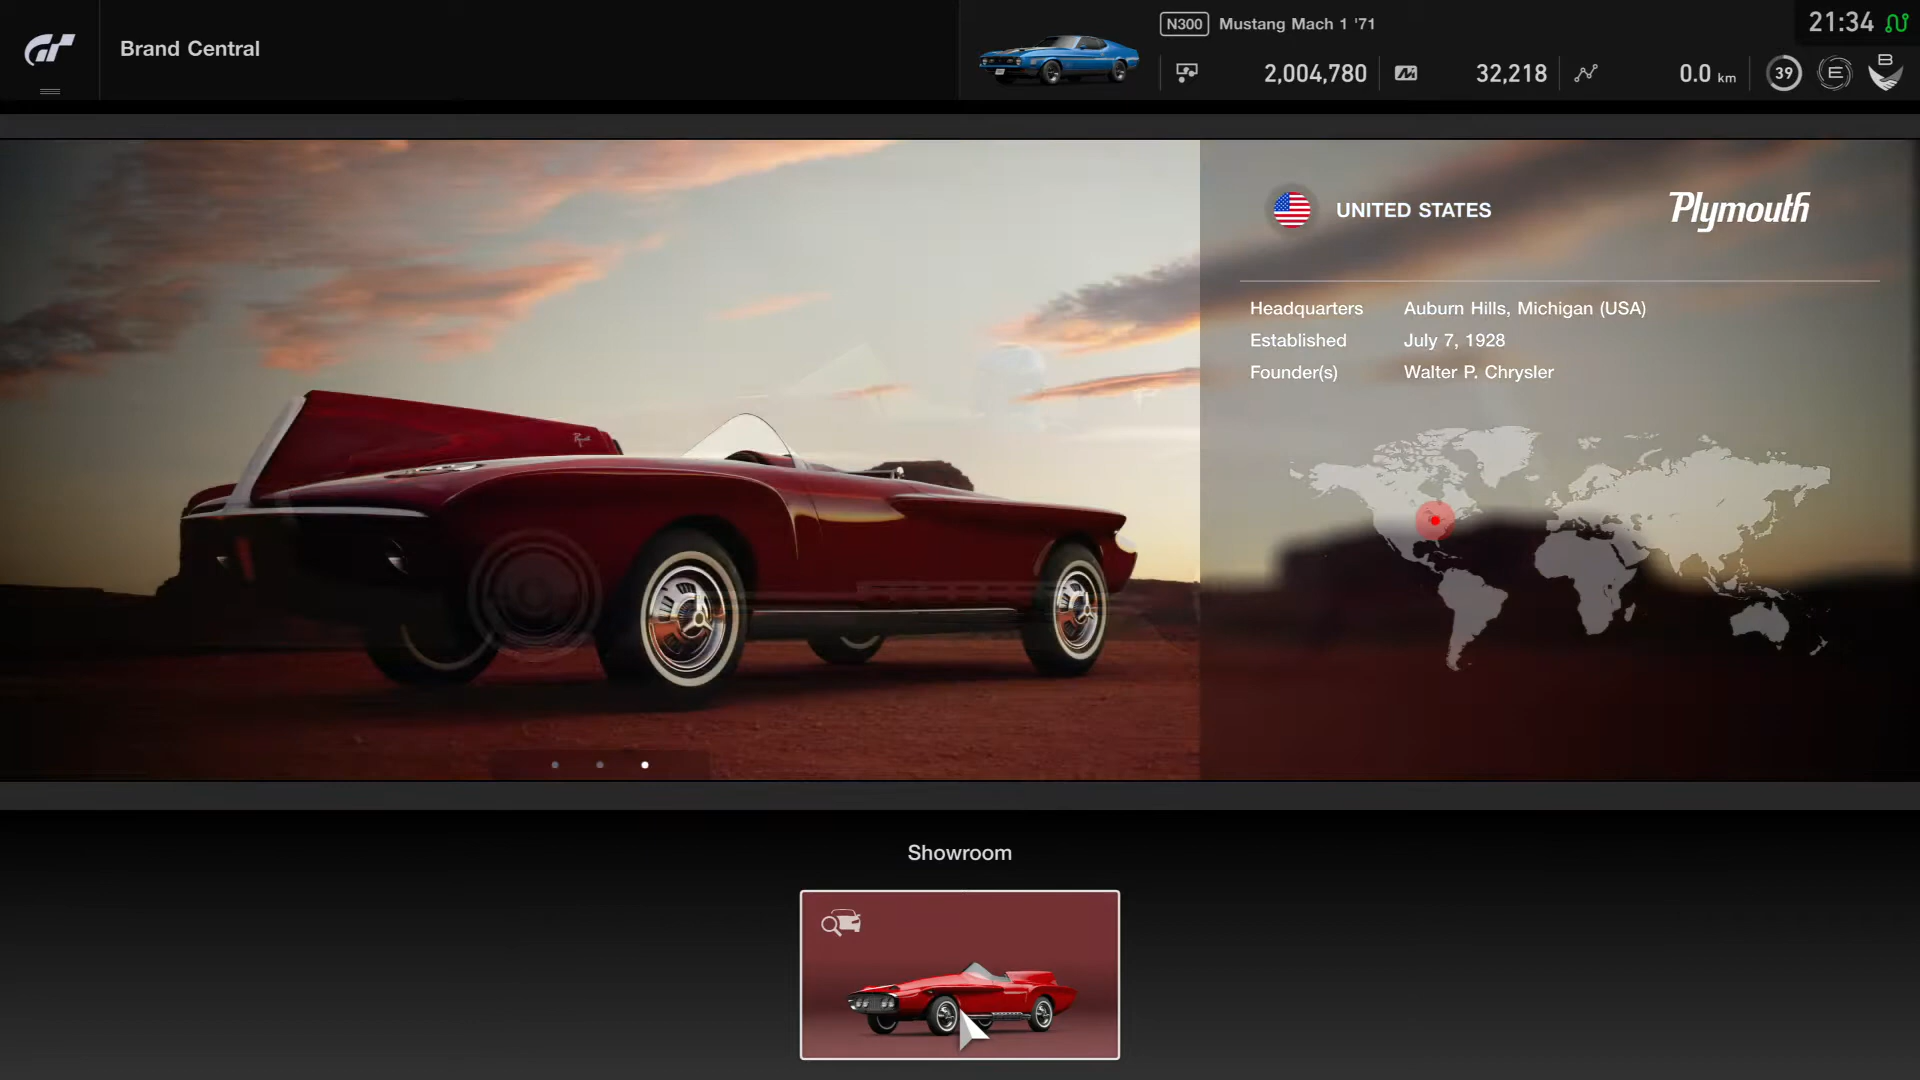 Brand Central
N300 Mustang Mach 1 '71
2,004,780
32,218
0.0 km
39
E
B
21:34
UNITED STATES
Plymouth
Headquarters Auburn Hills, Michigan (USA)
Established July 7, 1928
Founder(s) Walter P. Chrysler
Showroom